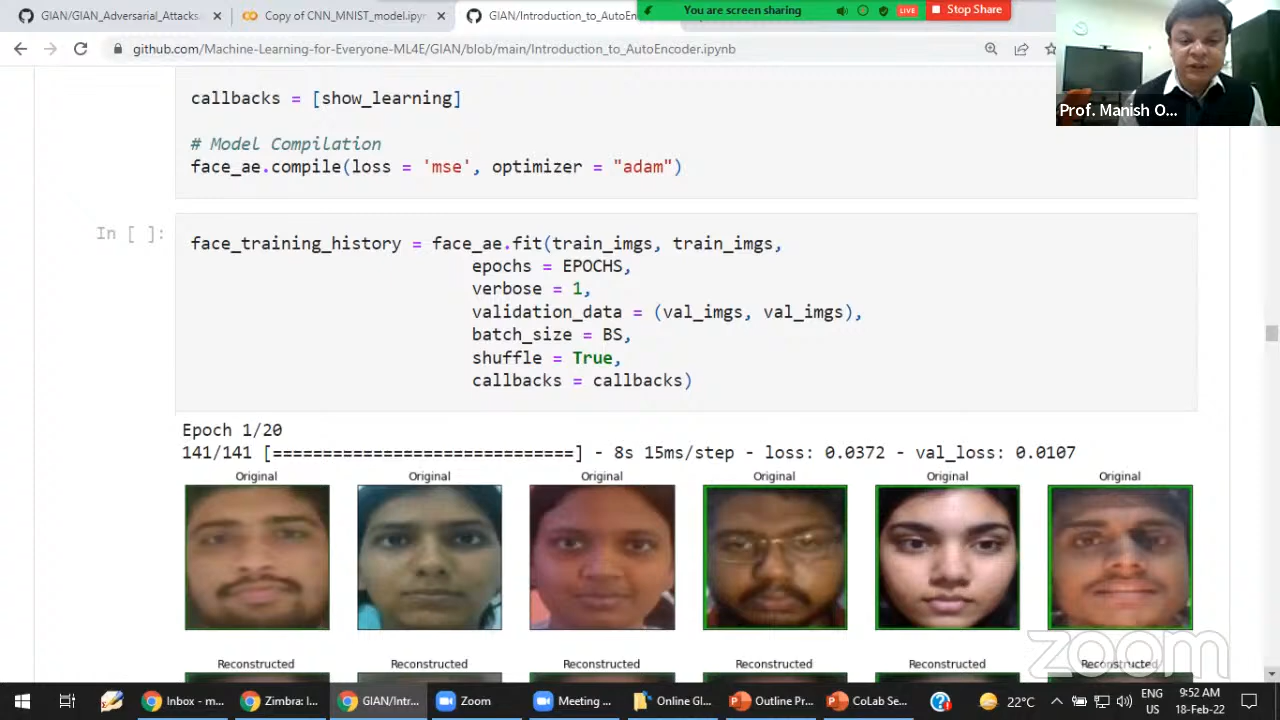 GIAN/GIAN_Adversarial_Attacks
Copy of CNN_MNIST_model.ipynb
GIAN/Introduction_to_AutoEnco
You are screen sharing
LIVE
Stop Share
github.com/Machine-Learning-for-Everyone-ML4E/GIAN/blob/main/Introduction_to_AutoEncoder.ipynb
Prof. Manish O...
callbacks = [show_learning]
# Model Compilation
face_ae.compile(loss = 'mse', optimizer = "adam")
In [ ]:
face_training_history = face_ae.fit(train_imgs, train_imgs,
epochs = EPOCHS,
verbose = 1,
validation_data = (val_imgs, val_imgs),
batch_size = BS,
shuffle = True,
callbacks = callbacks)
Epoch 1/20
141/141 [==============================] - 8s 15ms/step - loss: 0.0372 - val_loss: 0.0107
Original Original Original Original Original Original
Reconstructed Reconstructed Reconstructed Reconstructed Reconstructed Reconstructed
zoom
Inbox - m...
Zimbra: I...
GIAN/Intr...
Zoom
Meeting ...
Online GI...
Outline Pr...
CoLab Se...
22°C
ENG
US
9:52 AM
18-Feb-22